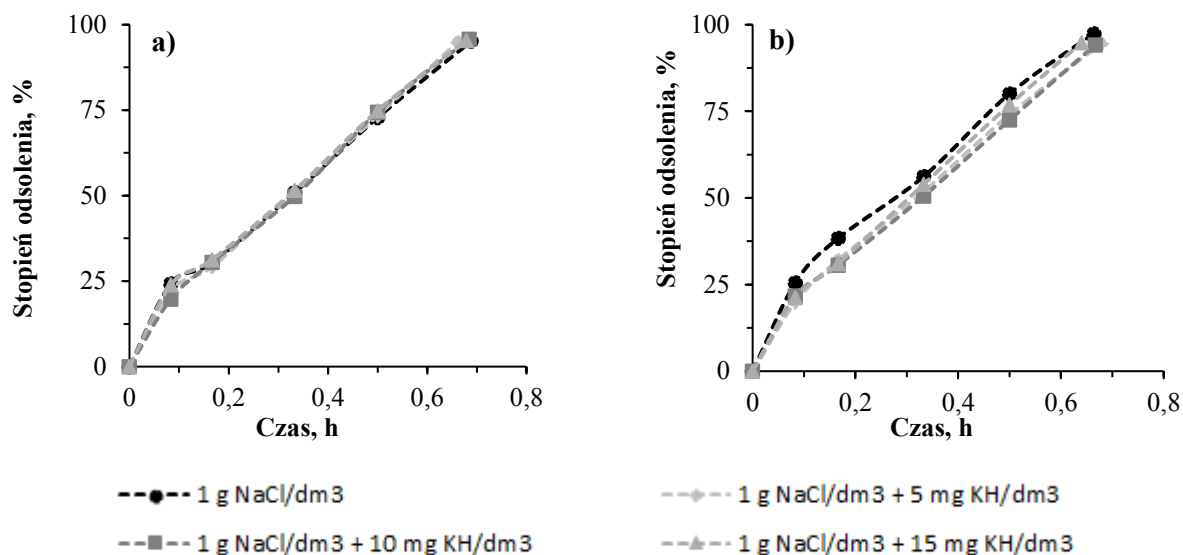 a)
Stopień odsolenia, %
100
75
50
25
0
0 0,2 0,4 0,6 0,8
Czas, h
b)
Stopień odsolenia, %
100
75
50
25
0
0 0,2 0,4 0,6 0,8
Czas, h
1 g NaCl/dm3
1 g NaCl/dm3 + 5 mg KH/dm3
1 g NaCl/dm3 + 10 mg KH/dm3
1 g NaCl/dm3 + 15 mg KH/dm3